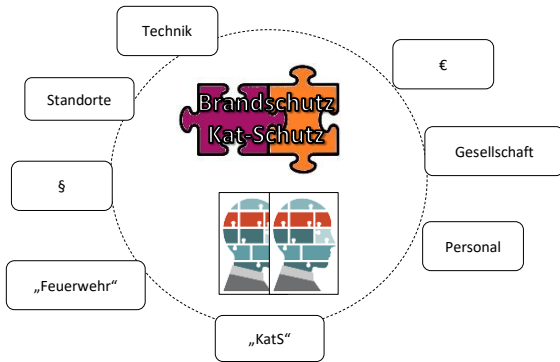 Technik
€
Standorte
Brandschutz
Kat-Schutz
Gesellschaft
§
Personal
„Feuerwehr“
„KatS“